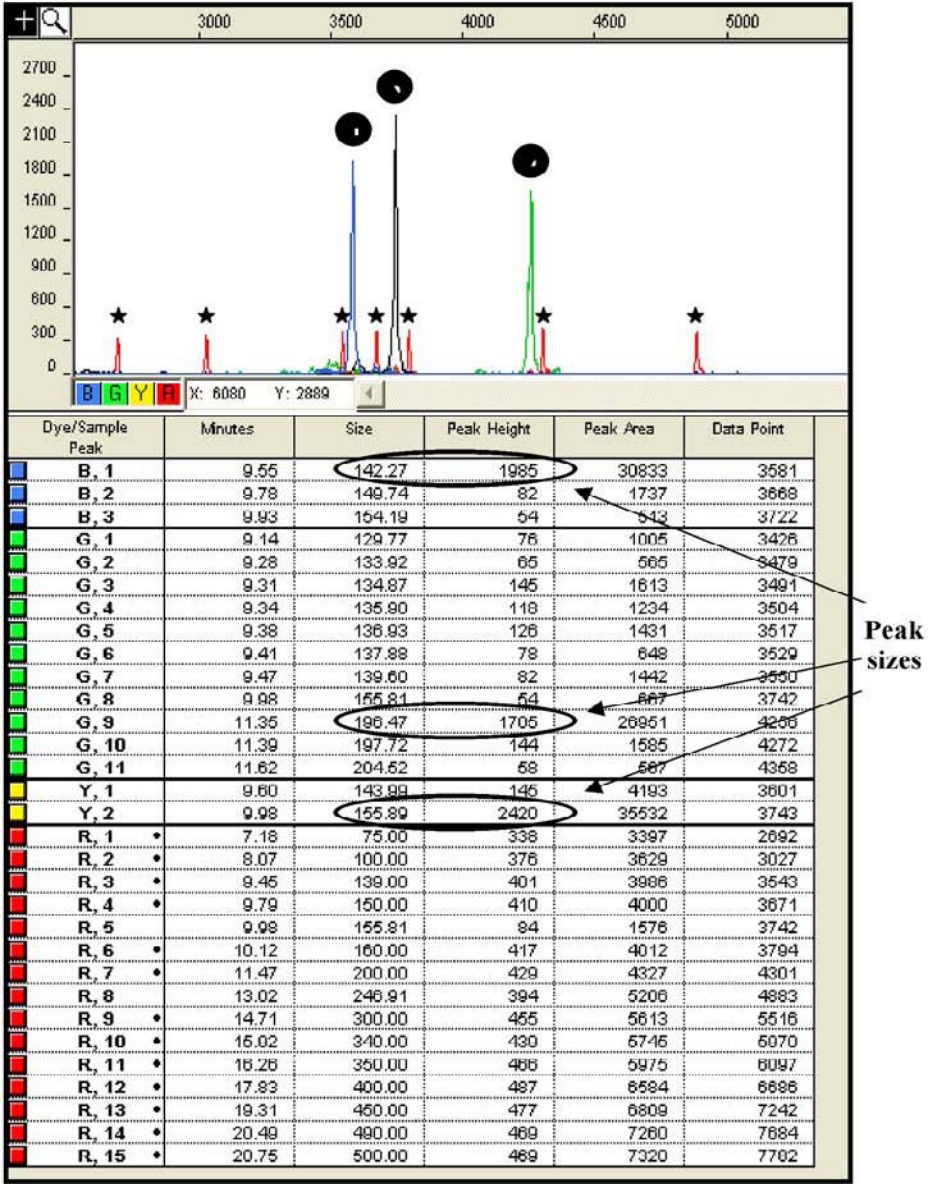 3000 3500 4000 4500 5000
2700
2400
2100
1800
1500
1200
900
600
300
0
B G Y R X: 6080 Y: 2889
Dye/Sample Peak Minutes Size Peak Height Peak Area Data Point
B, 1 9.55 142.27 1985 30833 3581
B, 2 9.78 149.74 82 1737 3668
B, 3 9.93 154.19 54 513 3722
G, 1 9.14 129.77 76 1005 3426
G, 2 9.28 133.92 65 565 3479
G, 3 9.31 134.87 145 1613 3491
G, 4 9.34 135.90 118 1234 3504
G, 5 9.38 136.93 126 1431 3517
G, 6 9.41 137.88 78 648 3529
G, 7 9.47 139.60 82 1442 3550
G, 8 9.98 155.81 54 667 3742
G, 9 11.35 196.47 1705 26951 4256
G, 10 11.39 197.72 144 1585 4272
G, 11 11.62 204.52 58 567 4358
Y, 1 9.60 143.99 145 4193 3601
Y, 2 9.98 155.89 2420 35532 3743
R, 1 • 7.18 75.00 338 3397 2692
R, 2 • 8.07 100.00 376 3629 3027
R, 3 • 9.45 139.00 401 3986 3543
R, 4 • 9.79 150.00 410 4000 3671
R, 5 9.98 155.81 84 1576 3742
R, 6 • 10.12 160.00 417 4012 3794
R, 7 • 11.47 200.00 429 4327 4301
R, 8 13.02 246.91 394 5206 4883
R, 9 • 14.71 300.00 455 5613 5516
R, 10 • 340.00 430 5745
R, 11 • 16.26 350.00 466 5975 6097
R, 12 • 17.83 400.00 487 6584 6686
R, 13 • 19.31 450.00 477 6809 7242
R, 14 • 20.49 490.00 469 7260 7684
R, 15 • 20.75 500.00 469 7320 7782
Peak
sizes